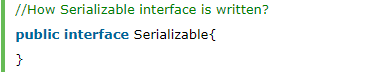 //How Serializable interface is written?
public interface Serializable{
}